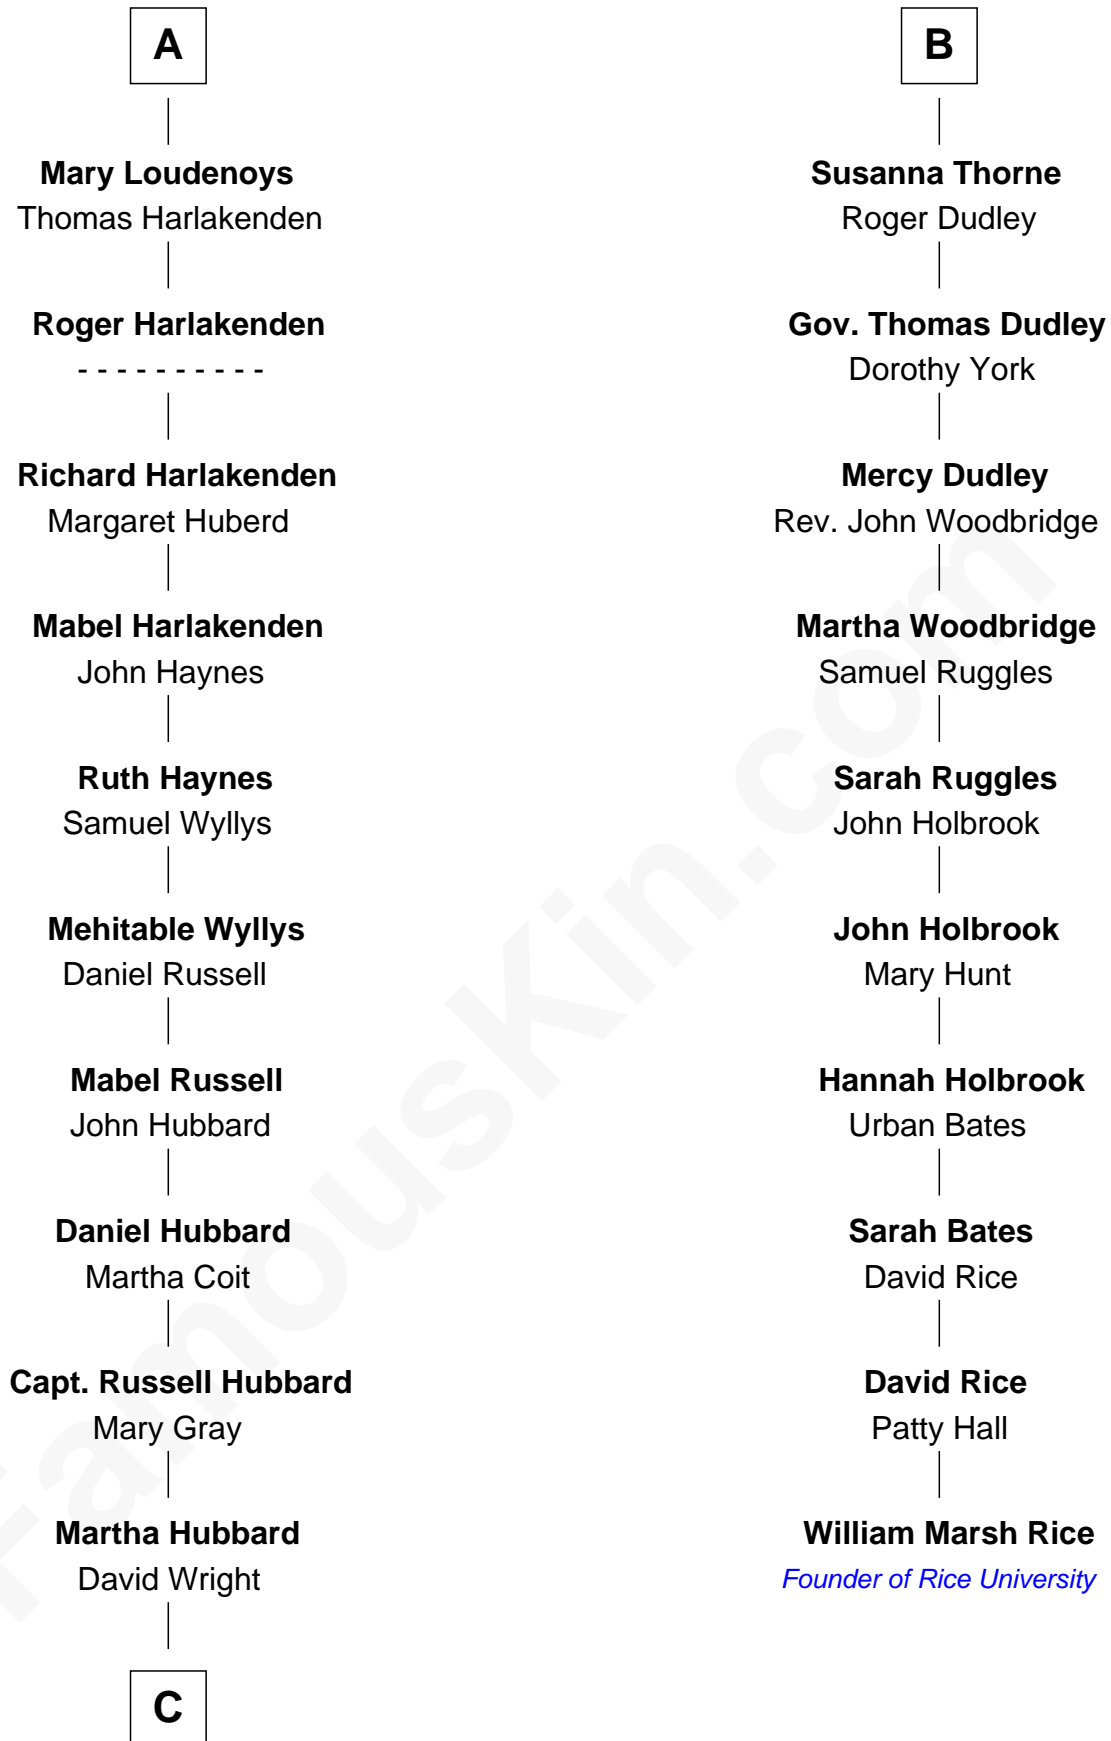 A
Mary Loudenoys
Thomas Harlakenden
Roger Harlakenden
- - - - - - - - - -
Richard Harlakenden
Margaret Huberd
Mabel Harlakenden
John Haynes
Ruth Haynes
Samuel Wyllys
Mehitable Wyllys
Daniel Russell
Mabel Russell
John Hubbard
Daniel Hubbard
Martha Coit
Capt. Russell Hubbard
Mary Gray
Martha Hubbard
David Wright
C
B
Susanna Thorne
Roger Dudley
Gov. Thomas Dudley
Dorothy York
Mercy Dudley
Rev. John Woodbridge
Martha Woodbridge
Samuel Ruggles
Sarah Ruggles
John Holbrook
John Holbrook
Mary Hunt
Hannah Holbrook
Urban Bates
Sarah Bates
David Rice
David Rice
Patty Hall
William Marsh Rice
Founder of Rice University
FamousKin.com